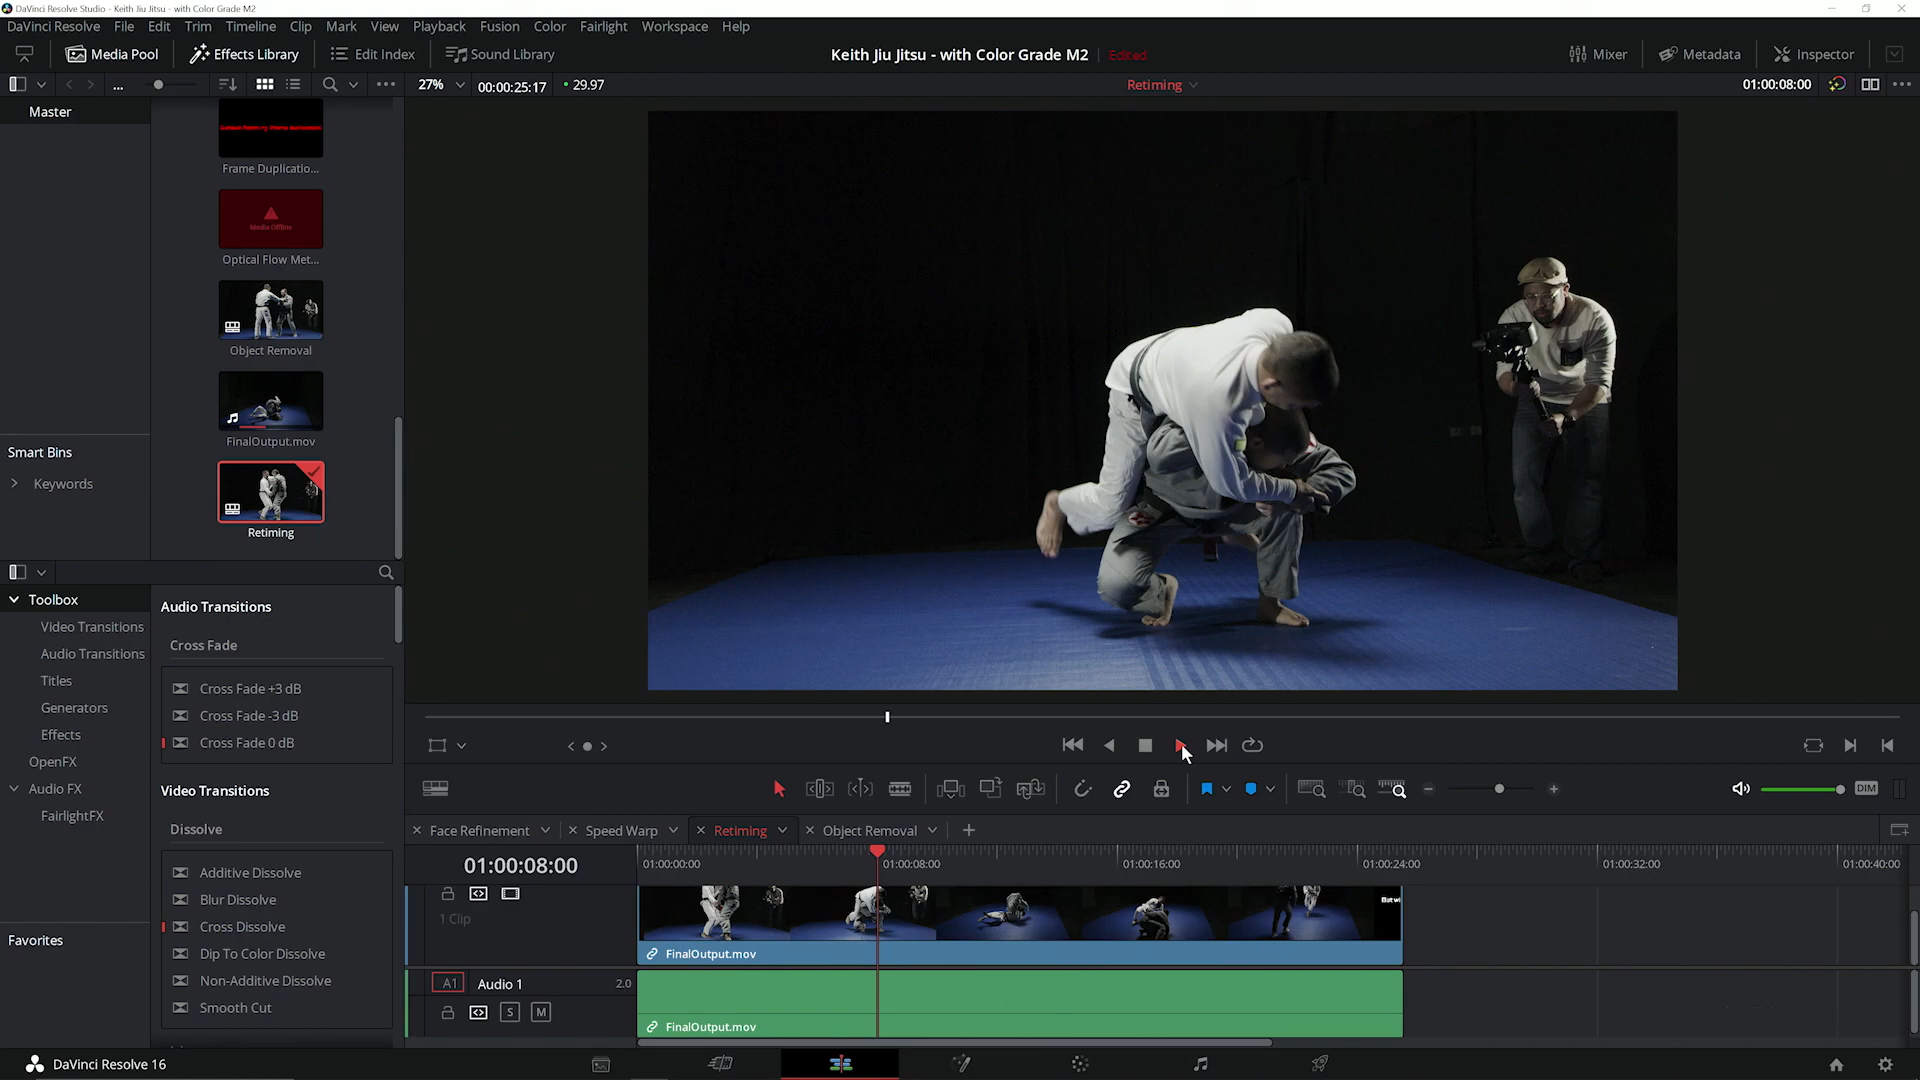 DaVinci Resolve Studio - Keith Jiu Jitsu - with Color Grade M2
DaVinci Resolve File Edit Trim Timeline Clip Mark View Playback Fusion Color Fairlight Workspace Help
Media Pool Effects Library Edit Index Sound Library Keith Jiu Jitsu - with Color Grade M2 Edited Mixer Metadata Inspector
... 27% 00:00:25:17 29.97 Retiming 01:00:08:00
Master
Frame Duplicatio...
Media Offline
Optical Flow Met...
Object Removal
FinalOutput.mov
Smart Bins
Keywords
Retiming
Toolbox
Video Transitions
Audio Transitions
Titles
Generators
Effects
OpenFX
Audio FX
FairlightFX
Favorites
Audio Transitions
Cross Fade
Cross Fade +3 dB
Cross Fade -3 dB
Cross Fade 0 dB
Video Transitions
Dissolve
Additive Dissolve
Blur Dissolve
Cross Dissolve
Dip To Color Dissolve
Non-Additive Dissolve
Smooth Cut
DIM
Face Refinement Speed Warp Retiming Object Removal
01:00:08:00 01:00:00:00 01:00:08:00 01:00:16:00 01:00:24:00 01:00:32:00 01:00:40:00
1 Clip
But wi
FinalOutput.mov
A1 Audio 1 2.0
S M
FinalOutput.mov
DaVinci Resolve 16